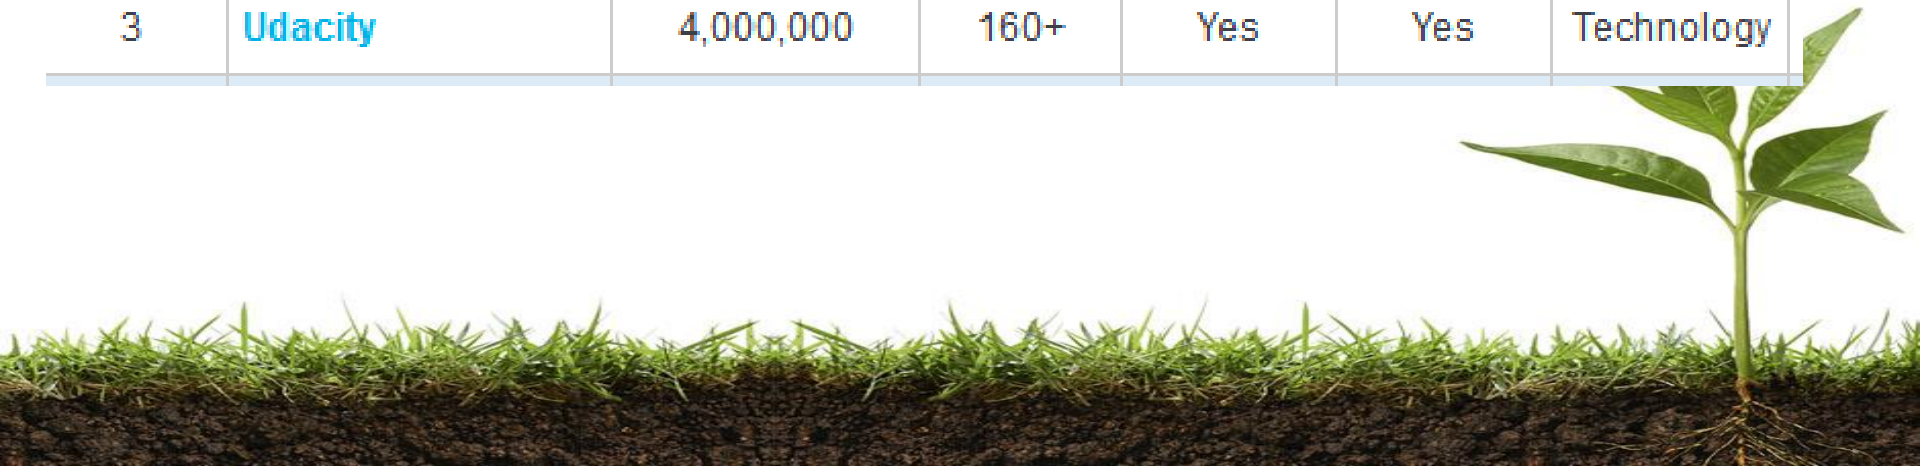 3 Udacity 4,000,000 160+ Yes Yes Technology